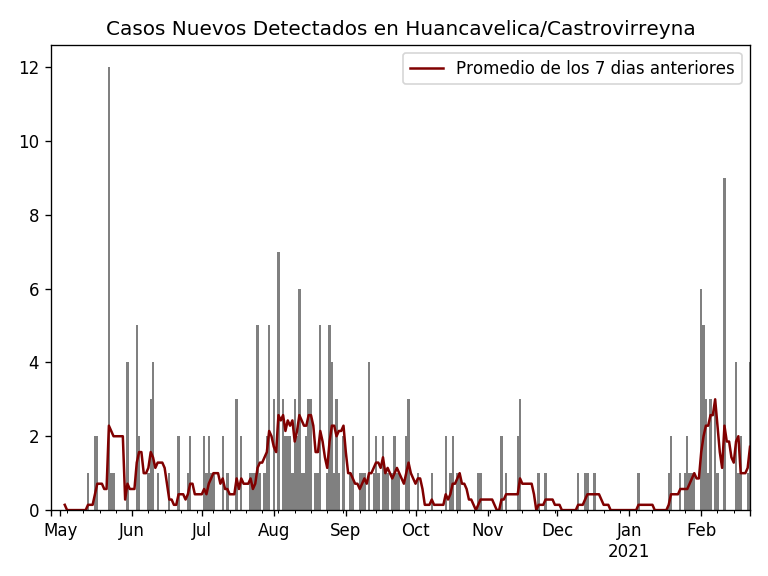 Casos Nuevos Detectados en Huancavelica/Castrovirreyna
Promedio de los 7 dias anteriores
12
10
8
6
4
2
0
May Jun Jul Aug Sep Oct Nov Dec Jan Feb
2021